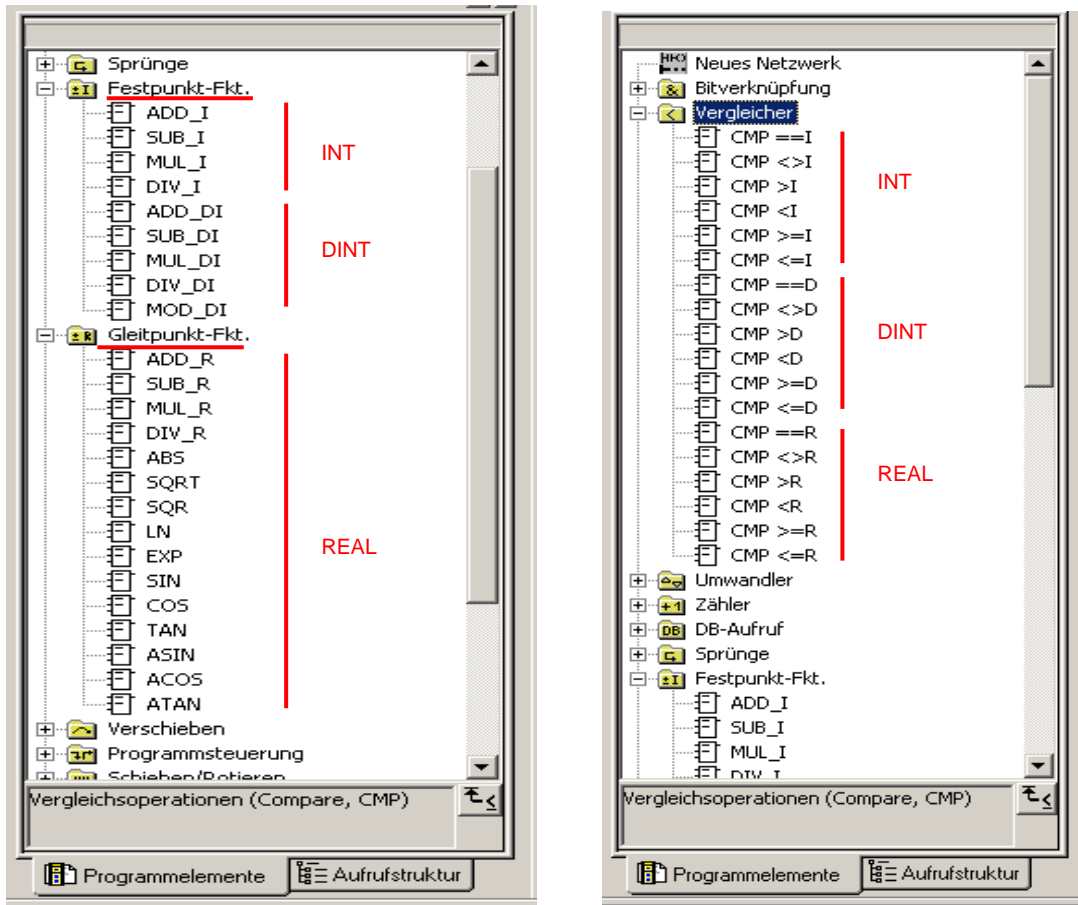 Sprünge
Festpunkt-Fkt.
ADD_I
SUB_I
MUL_I
DIV_I
INT
ADD_DI
SUB_DI
MUL_DI
DIV_DI
MOD_DI
DINT
Gleitpunkt-Fkt.
ADD_R
SUB_R
MUL_R
DIV_R
ABS
SQRT
SQR
LN
EXP
SIN
COS
TAN
ASIN
ACOS
ATAN
REAL
Verschieben
Programmsteuerung
Schieben/Rotieren
Vergleichsoperationen (Compare, CMP)
Programmelemente
Aufrufstruktur
Neues Netzwerk
Bitverknüpfung
Vergleicher
CMP ==I
CMP <>I
CMP >I
CMP <I
CMP >=I
CMP <=I
INT
CMP ==D
CMP <>D
CMP >D
CMP <D
CMP >=D
CMP <=D
DINT
CMP ==R
CMP <>R
CMP >R
CMP <R
CMP >=R
CMP <=R
REAL
Umwandler
Zähler
DB-Aufruf
Sprünge
Festpunkt-Fkt.
ADD_I
SUB_I
MUL_I
DIV_I
Vergleichsoperationen (Compare, CMP)
Programmelemente
Aufrufstruktur